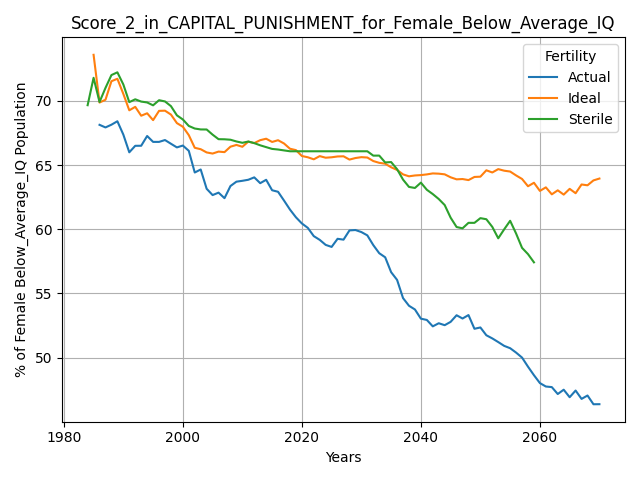 Score_2_in_CAPITAL_PUNISHMENT_for_Female_Below_Average_IQ
Fertility
Actual
Ideal
Sterile
% of Female Below_Average_IQ Population
70
65
60
55
50
1980
2000
2020
2040
2060
Years